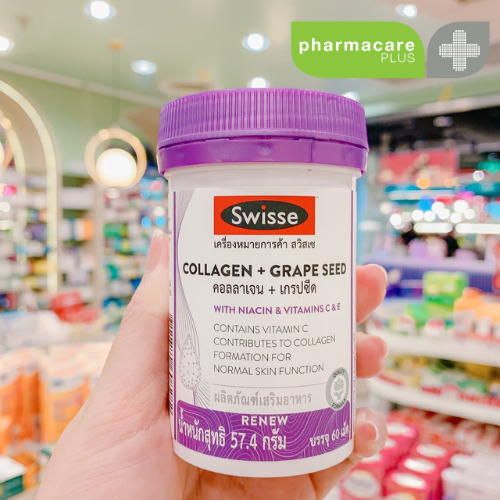 pharmacare
PLUS
Swisse
เครื่องหมายการค้า สวิสเซ
COLLAGEN + GRAPE SEED
คอลลาเจน + เกรปซีด
WITH NIACIN & VITAMINS C & E
CONTAINS VITAMIN C
CONTRIBUTES TO COLLAGEN
FORMATION FOR
NORMAL SKIN FUNCTION
ผลิตภัณฑ์เสริมอาหาร
RENEW
น้ำหนักสุทธิ 57.4 กรัม
บรรจุ 60 เม็ด